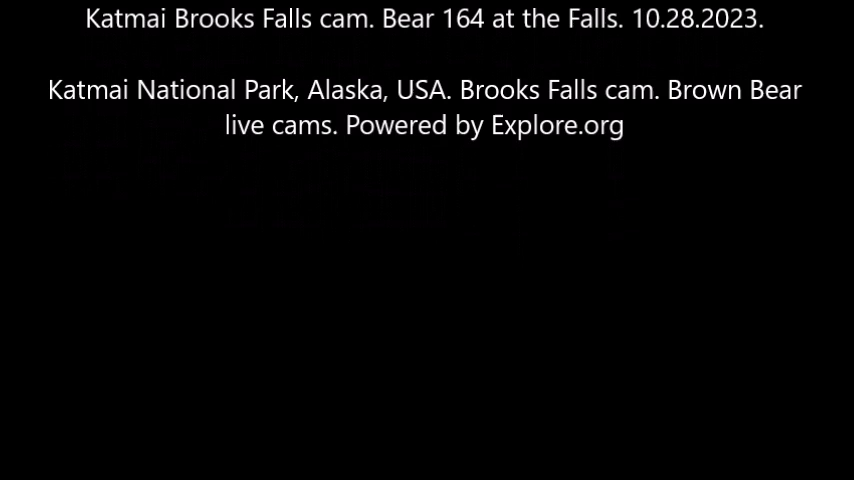 Katmai Brooks Falls cam. Bear 164 at the Falls. 10.28.2023.
Katmai National Park, Alaska, USA. Brooks Falls cam. Brown Bear
live cams. Powered by Explore.org